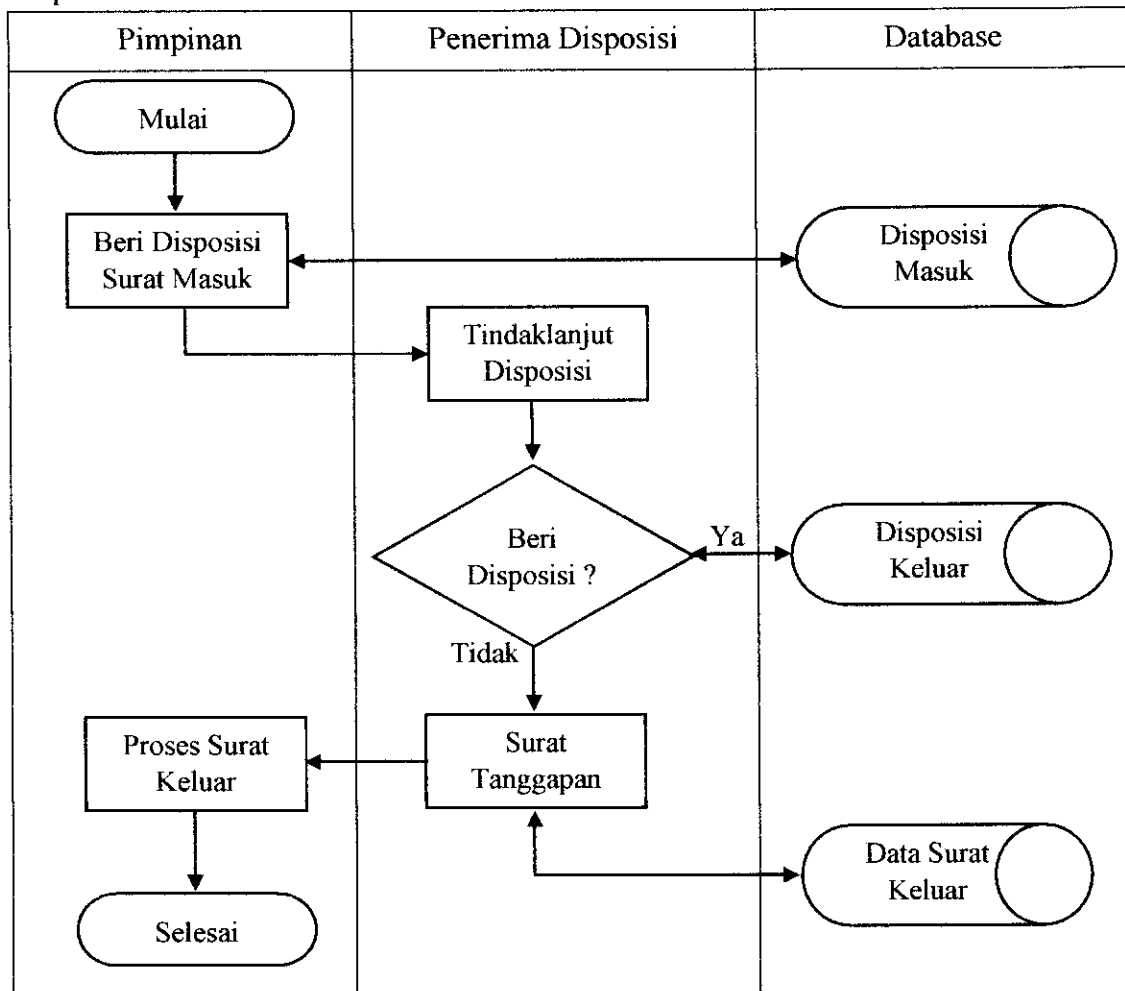 Pimpinan
Penerima Disposisi
Database
Mulai
Beri Disposisi
Surat Masuk
Disposisi
Masuk
Tindaklanjut
Disposisi
Beri
Disposisi ?
Ya
Disposisi
Keluar
Tidak
Surat
Tanggapan
Proses Surat
Keluar
Data Surat
Keluar
Selesai